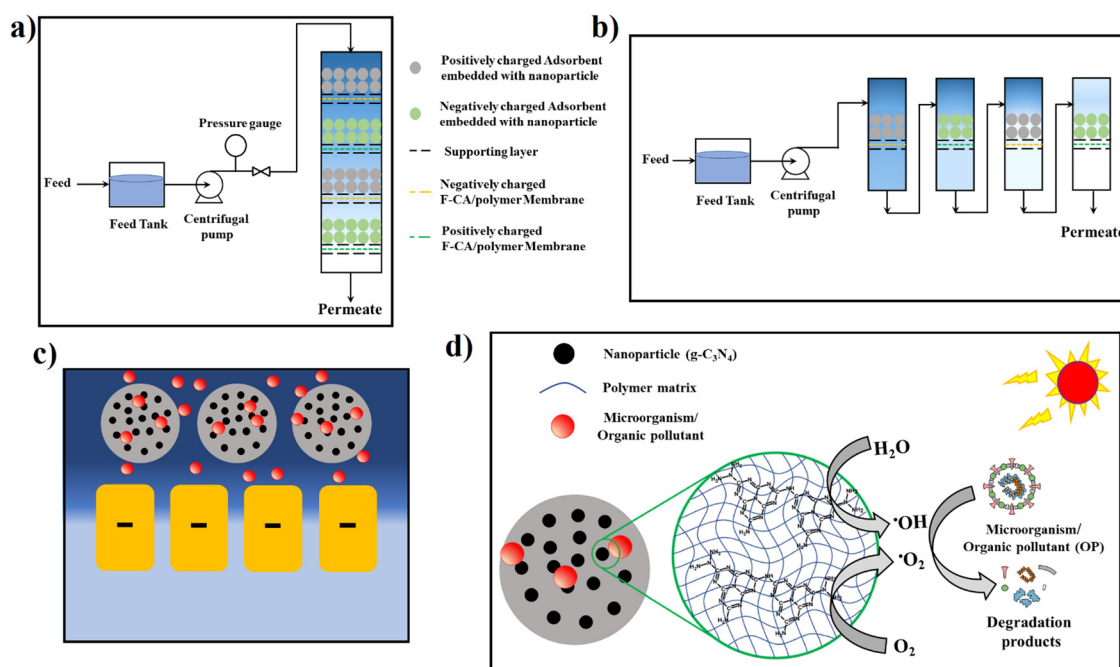 a)
Feed
Feed Tank
Pressure gauge
Centrifugal
pump
Permeate
Positively charged Adsorbent
embedded with nanoparticle
Negatively charged Adsorbent
embedded with nanoparticle
Supporting layer
Negatively charged
F-CA/polymer Membrane
Positively charged
F-CA/polymer Membrane
b)
Feed
Feed Tank
Centrifugal
pump
Permeate
c)
- - - -
d)
Nanoparticle (g-C₃N₄)
Polymer matrix
Microorganism/
Organic pollutant
H₂O
·OH
·O₂
O₂
Microorganism/
Organic pollutant (OP)
Degradation
products